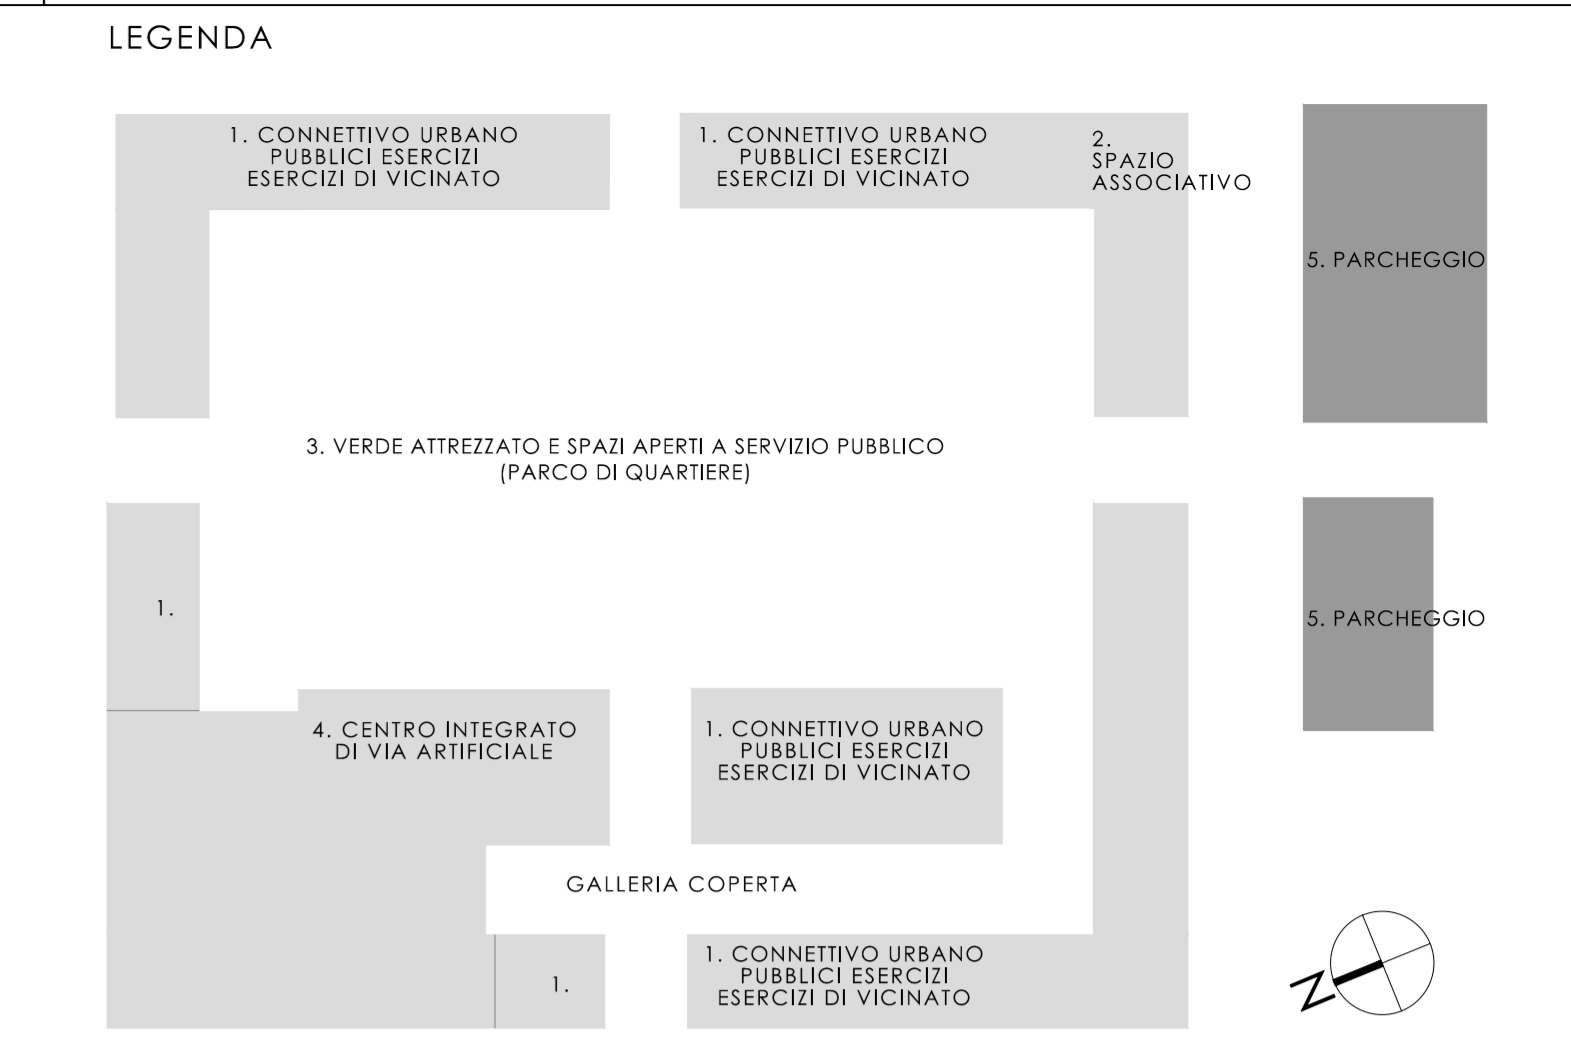 LEGENDA
1. CONNETTIVO URBANO
PUBBLICI ESERCIZI
ESERCIZI DI VICINATO
1. CONNETTIVO URBANO
PUBBLICI ESERCIZI
ESERCIZI DI VICINATO
2.
SPAZIO
ASSOCIATIVO
5. PARCHEGGIO
3. VERDE ATTREZZATO E SPAZI APERTI A SERVIZIO PUBBLICO
(PARCO DI QUARTIERE)
1.
5. PARCHEGGIO
4. CENTRO INTEGRATO
DI VIA ARTIFICIALE
1. CONNETTIVO URBANO
PUBBLICI ESERCIZI
ESERCIZI DI VICINATO
GALLERIA COPERTA
1.
1. CONNETTIVO URBANO
PUBBLICI ESERCIZI
ESERCIZI DI VICINATO
N